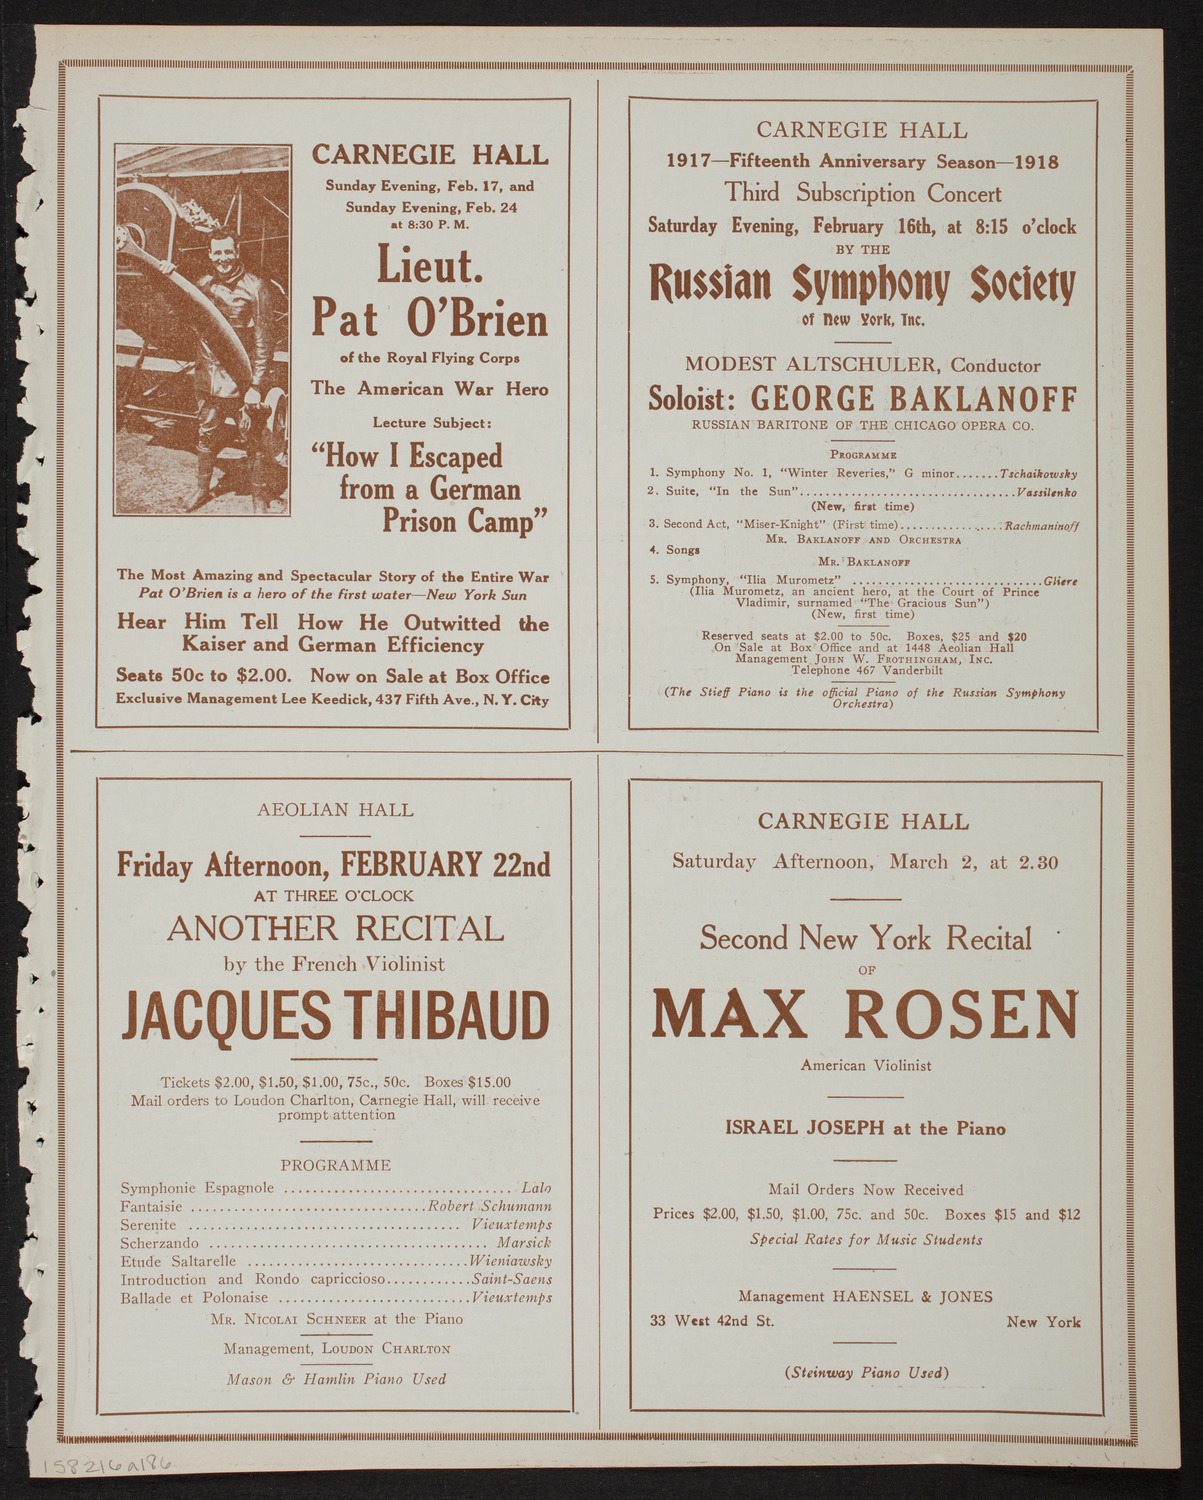 CARNEGIE HALL
Sunday Evening, Feb. 17, and
Sunday Evening, Feb. 24
at 8:30 P. M.
Lieut.
Pat O'Brien
of the Royal Flying Corps
The American War Hero
Lecture Subject:
"How I Escaped
from a German
Prison Camp"
The Most Amazing and Spectacular Story of the Entire War
Pat O'Brien is a hero of the first water—New York Sun
Hear Him Tell How He Outwitted the
Kaiser and German Efficiency
Seats 50c to $2.00. Now on Sale at Box Office
Exclusive Management Lee Keedick, 437 Fifth Ave., N. Y. City
CARNEGIE HALL
1917—Fifteenth Anniversary Season—1918
Third Subscription Concert
Saturday Evening, February 16th, at 8:15 o'clock
BY THE
Russian Symphony Society
of New York, Inc.
MODEST ALTSCHULER, Conductor
Soloist: GEORGE BAKLANOFF
RUSSIAN BARITONE OF THE CHICAGO OPERA CO.
PROGRAMME
1. Symphony No. 1, "Winter Reveries," G minor.......Tschaikowsky
2. Suite, "In the Sun".................................Vassilenko
(New, first time)
3. Second Act, "Miser-Knight" (First time)................Rachmaninoff
MR. BAKLANOFF AND ORCHESTRA
4. Songs
MR. BAKLANOFF
5. Symphony, "Ilia Murometz" .............................Gliere
(Ilia Murometz, an ancient hero, at the Court of Prince
Vladimir, surnamed "The Gracious Sun")
(New, first time)
Reserved seats at $2.00 to 50c. Boxes, $25 and $20
On Sale at Box Office and at 1448 Aeolian Hall
Management JOHN W. FROTHINGHAM, INC.
Telephone 467 Vanderbilt
(The Stieff Piano is the official Piano of the Russian Symphony
Orchestra)
AEOLIAN HALL
Friday Afternoon, FEBRUARY 22nd
AT THREE O'CLOCK
ANOTHER RECITAL
by the French Violinist
JACQUES THIBAUD
Tickets $2.00, $1.50, $1.00, 75c., 50c. Boxes $15.00
Mail orders to Loudon Charlton, Carnegie Hall, will receive
prompt attention
PROGRAMME
Symphonie Espagnole ............................... Lalo
Fantaisie ................................Robert Schumann
Serenite ..................................... Vieuxtemps
Scherzando ...................................... Marsick
Etude Saltarelle ..............................Wieniawsky
Introduction and Rondo capriccioso............Saint-Saens
Ballade et Polonaise ..........................Vieuxtemps
MR. NICOLAI SCHNEER at the Piano
Management, LOUDON CHARLTON
Mason & Hamlin Piano Used
CARNEGIE HALL
Saturday Afternoon, March 2, at 2.30
Second New York Recital
OF
MAX ROSEN
American Violinist
ISRAEL JOSEPH at the Piano
Mail Orders Now Received
Prices $2.00, $1.50, $1.00, 75c. and 50c. Boxes $15 and $12
Special Rates for Music Students
Management HAENSEL & JONES
33 West 42nd St. New York
(Steinway Piano Used)
158216a186